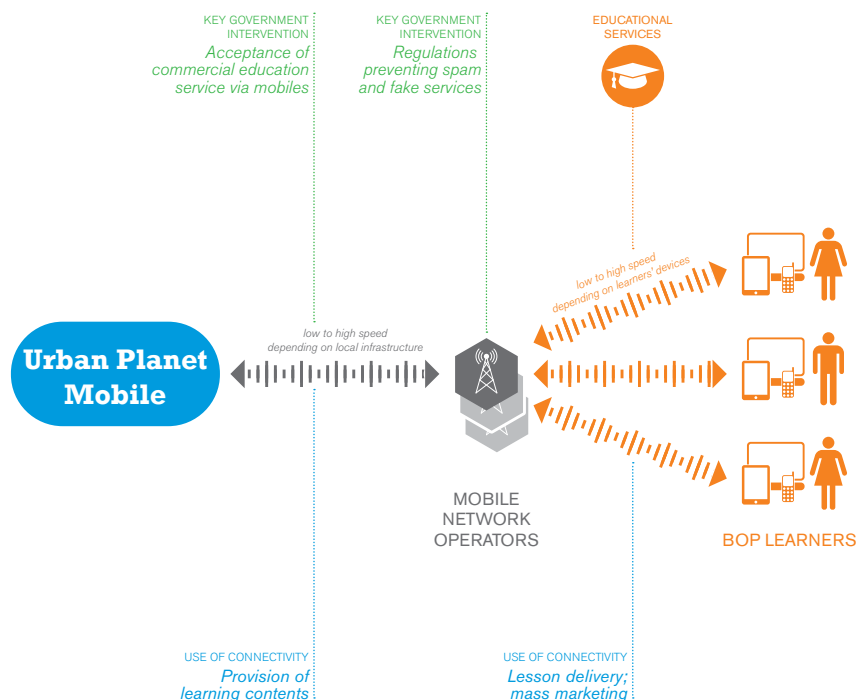 KEY GOVERNMENT
INTERVENTION
Acceptance of
commercial education
service via mobiles
KEY GOVERNMENT
INTERVENTION
Regulations
preventing spam
and fake services
EDUCATIONAL
SERVICES
low to high speed
depending on learners' devices
low to high speed
depending on local infrastructure
Urban Planet
Mobile
MOBILE
NETWORK
OPERATORS
BOP LEARNERS
USE OF CONNECTIVITY
Provision of
learning contents
USE OF CONNECTIVITY
Lesson delivery;
mass marketing